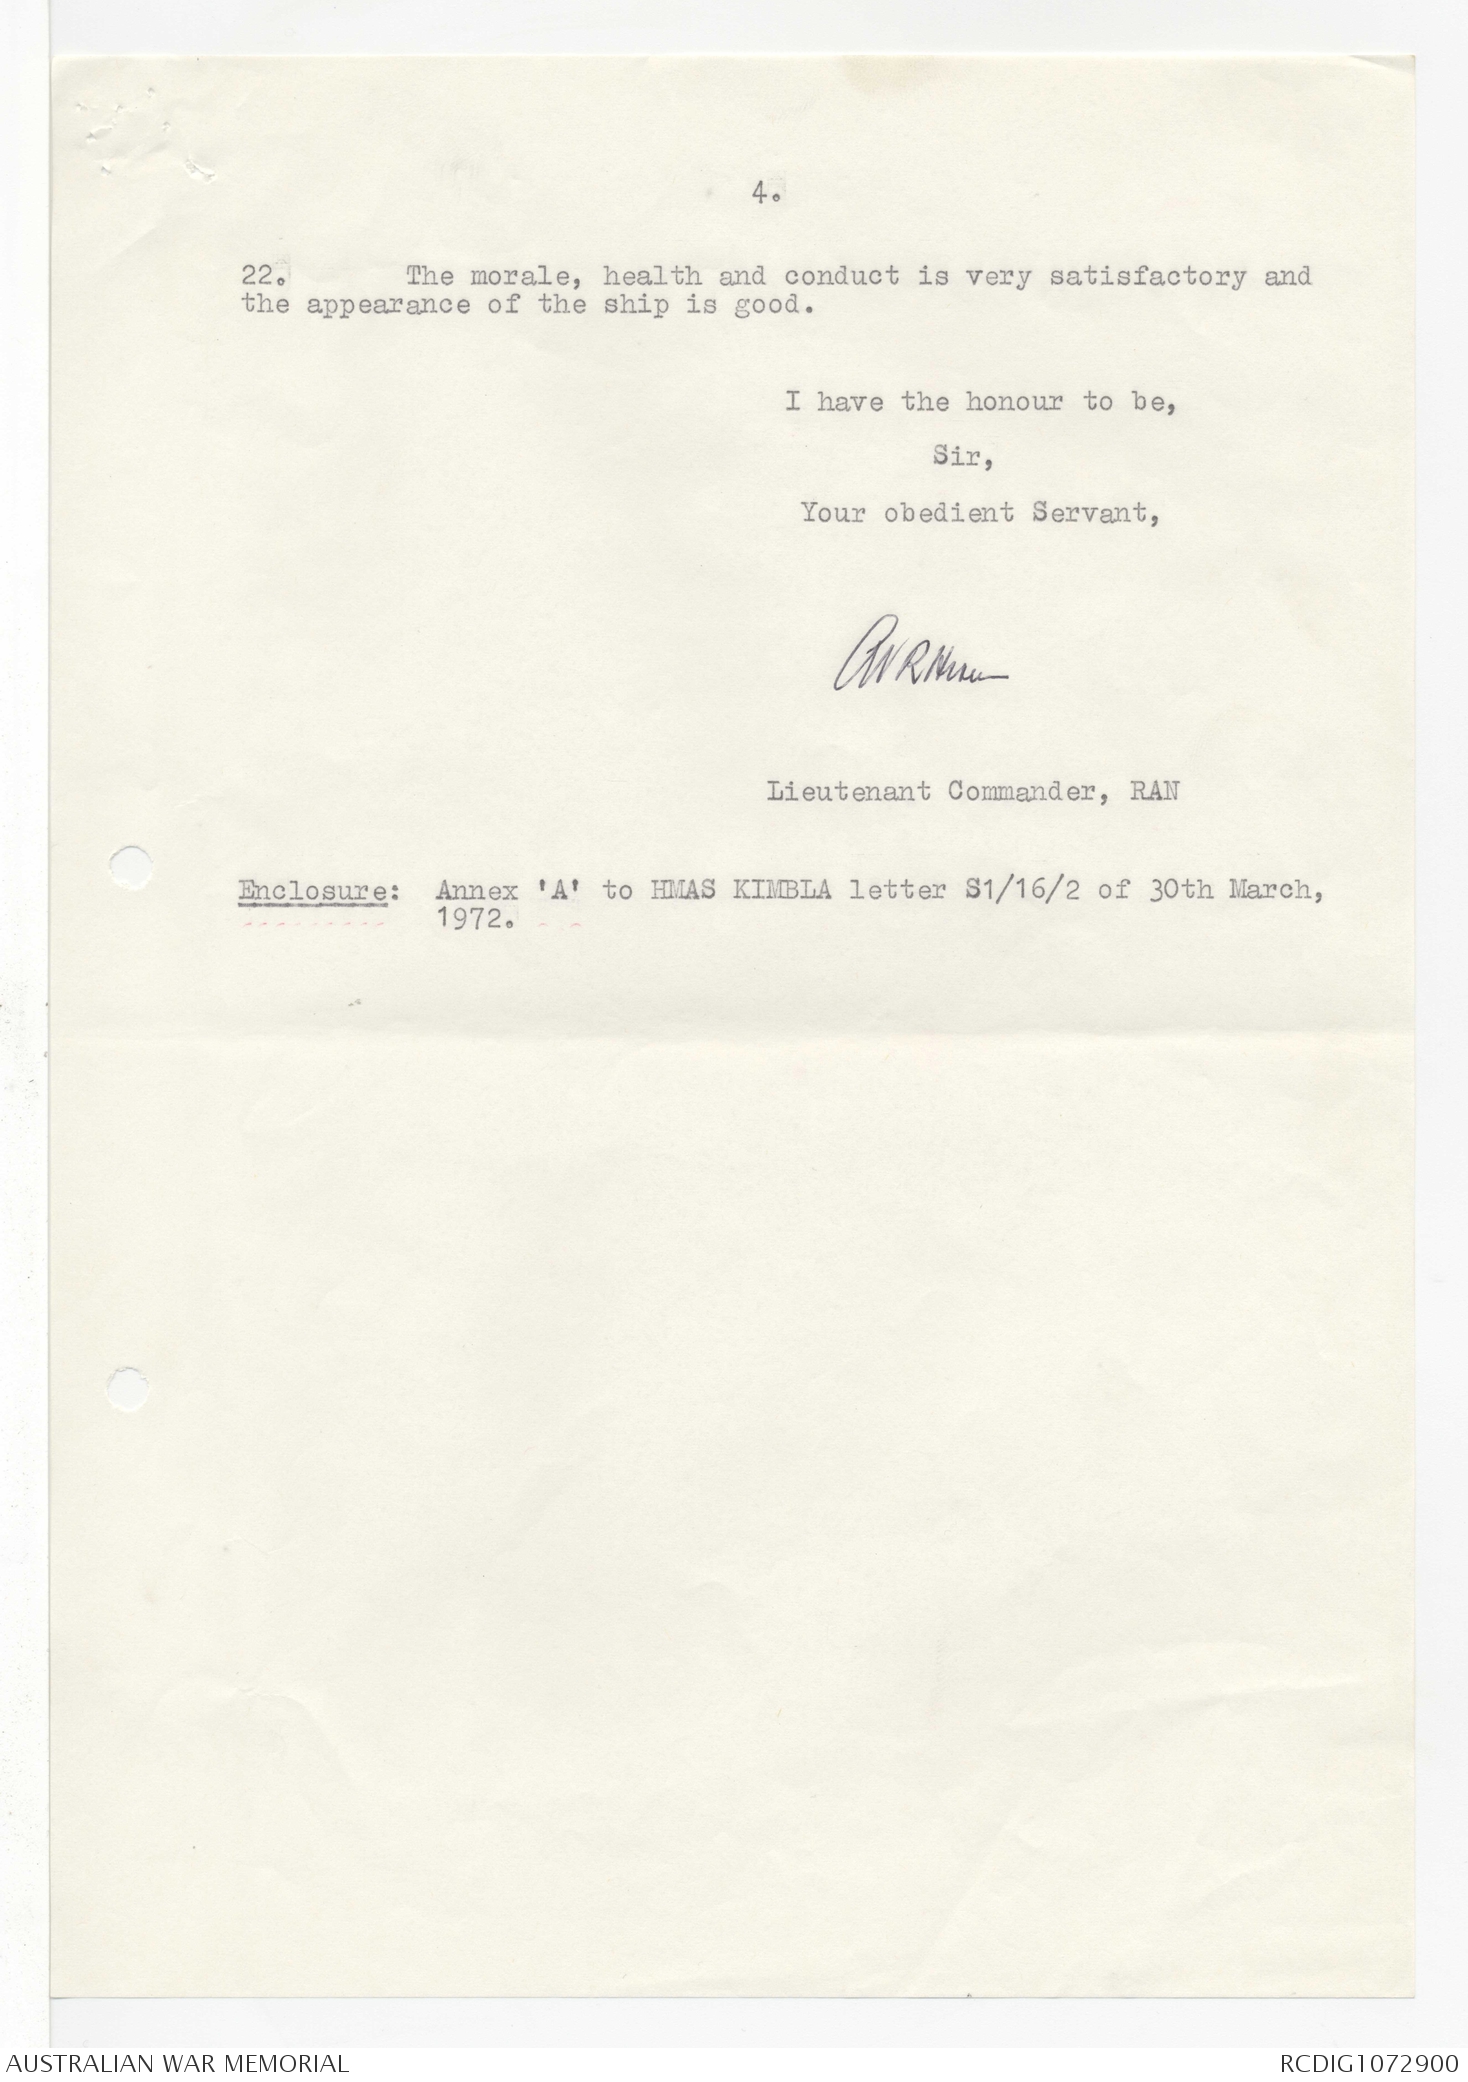 4.
22. The morale, health and conduct is very satisfactory and
the appearance of the ship is good.
I have the honour to be,
Sir,
Your obedient Servant,
Lieutenant Commander, RAN
Enclosure: Annex 'A' to HMAS KIMBLA letter S1/16/2 of 30th March,
1972.
AUSTRALIAN WAR MEMORIAL
RCDIG1072900